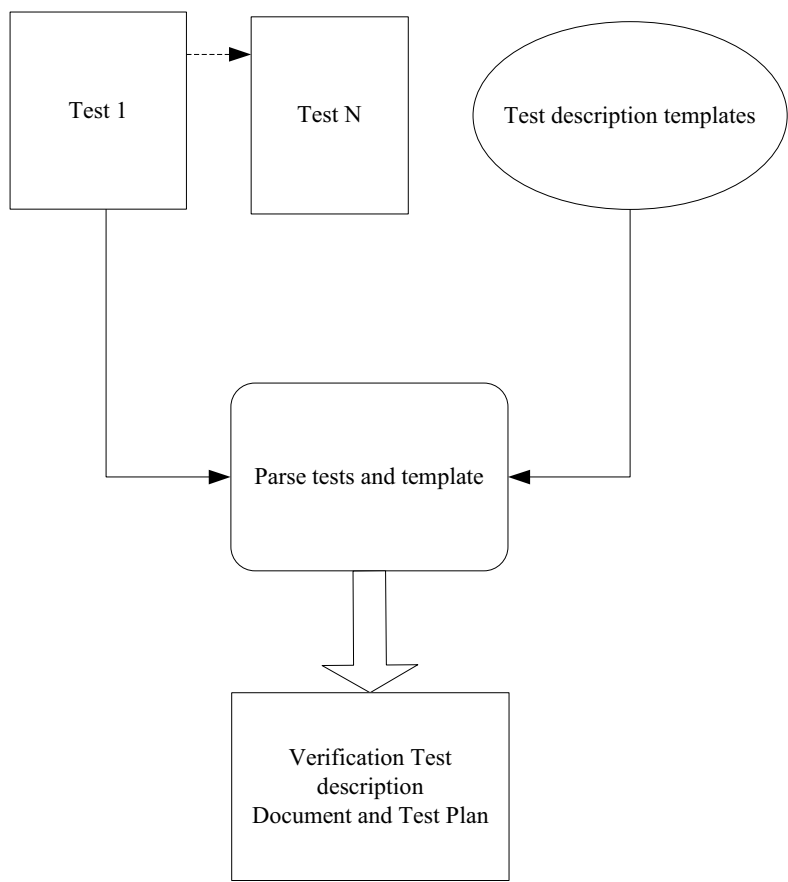 Test 1
Test N
Test description templates
Parse tests and template
Verification Test
description
Document and Test Plan